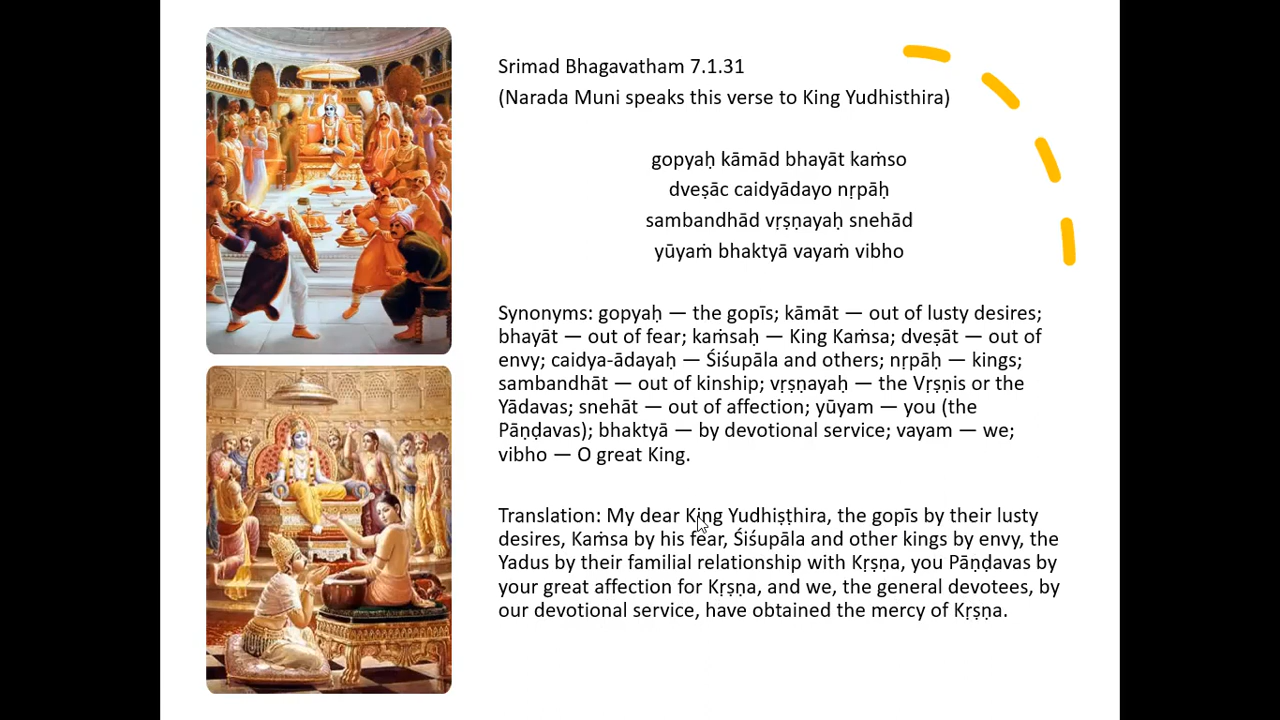 Srimad Bhagavatham 7.1.31
(Narada Muni speaks this verse to King Yudhisthira)
gopyaḥ kāmād bhayāt kaṁso
dveṣāc caidyādayo nṛpāḥ
sambandhād vṛṣṇayaḥ snehād
yūyaṁ bhaktyā vayaṁ vibho
Synonyms: gopyaḥ — the gopīs; kāmāt — out of lusty desires;
bhayāt — out of fear; kaṁsaḥ — King Kaṁsa; dveṣāt — out of
envy; caidya-ādayaḥ — Śiśupāla and others; nṛpāḥ — kings;
sambandhāt — out of kinship; vṛṣṇayaḥ — the Vṛṣṇis or the
Yādavas; snehāt — out of affection; yūyam — you (the
Pāṇḍavas); bhaktyā — by devotional service; vayam — we;
vibho — O great King.
Translation: My dear King Yudhiṣṭhira, the gopīs by their lusty
desires, Kaṁsa by his fear, Śiśupāla and other kings by envy, the
Yadus by their familial relationship with Kṛṣṇa, you Pāṇḍavas by
your great affection for Kṛṣṇa, and we, the general devotees, by
our devotional service, have obtained the mercy of Kṛṣṇa.